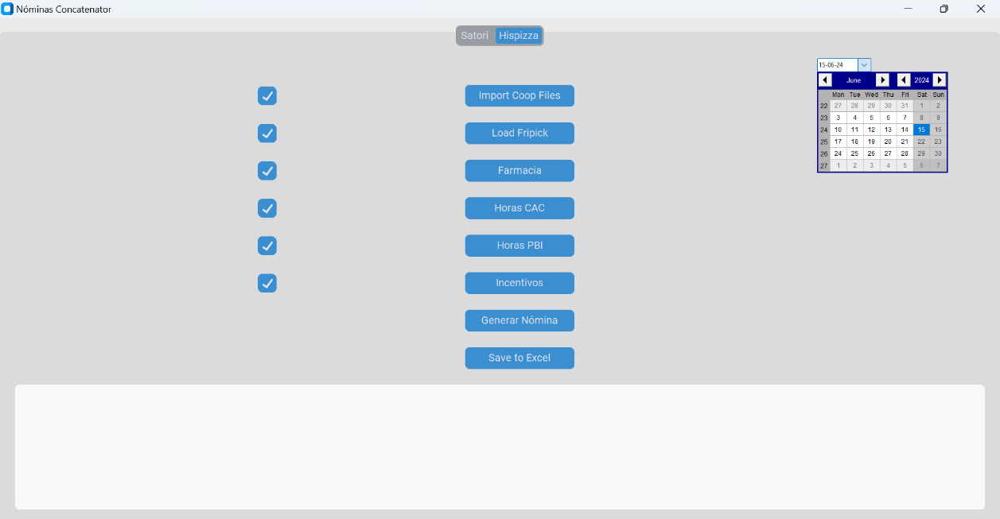 Nóminas Concatenator
Satori Hispizza
15-06-24
June 2024
Mon Tue Wed Thu Fri Sat Sun
22 27 28 29 30 31 1 2
23 3 4 5 6 7 8 9
24 10 11 12 13 14 15 16
25 17 18 19 20 21 22 23
26 24 25 26 27 28 29 30
27 1 2 3 4 5 6 7
Import Coop Files
Load Fripick
Farmacia
Horas CAC
Horas PBI
Incentivos
Generar Nómina
Save to Excel